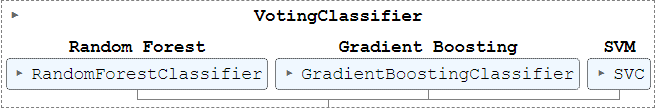 VotingClassifier
Random Forest Gradient Boosting SVM
RandomForestClassifier GradientBoostingClassifier SVC